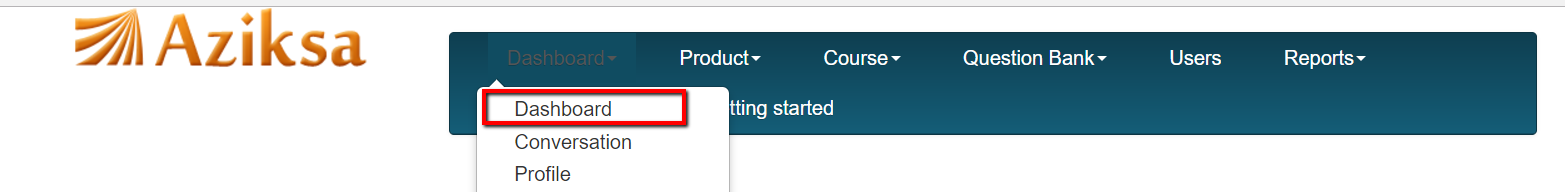 Aziksa
Dashboard Product Course Question Bank Users Reports
Dashboard
tting started
Conversation
Profile